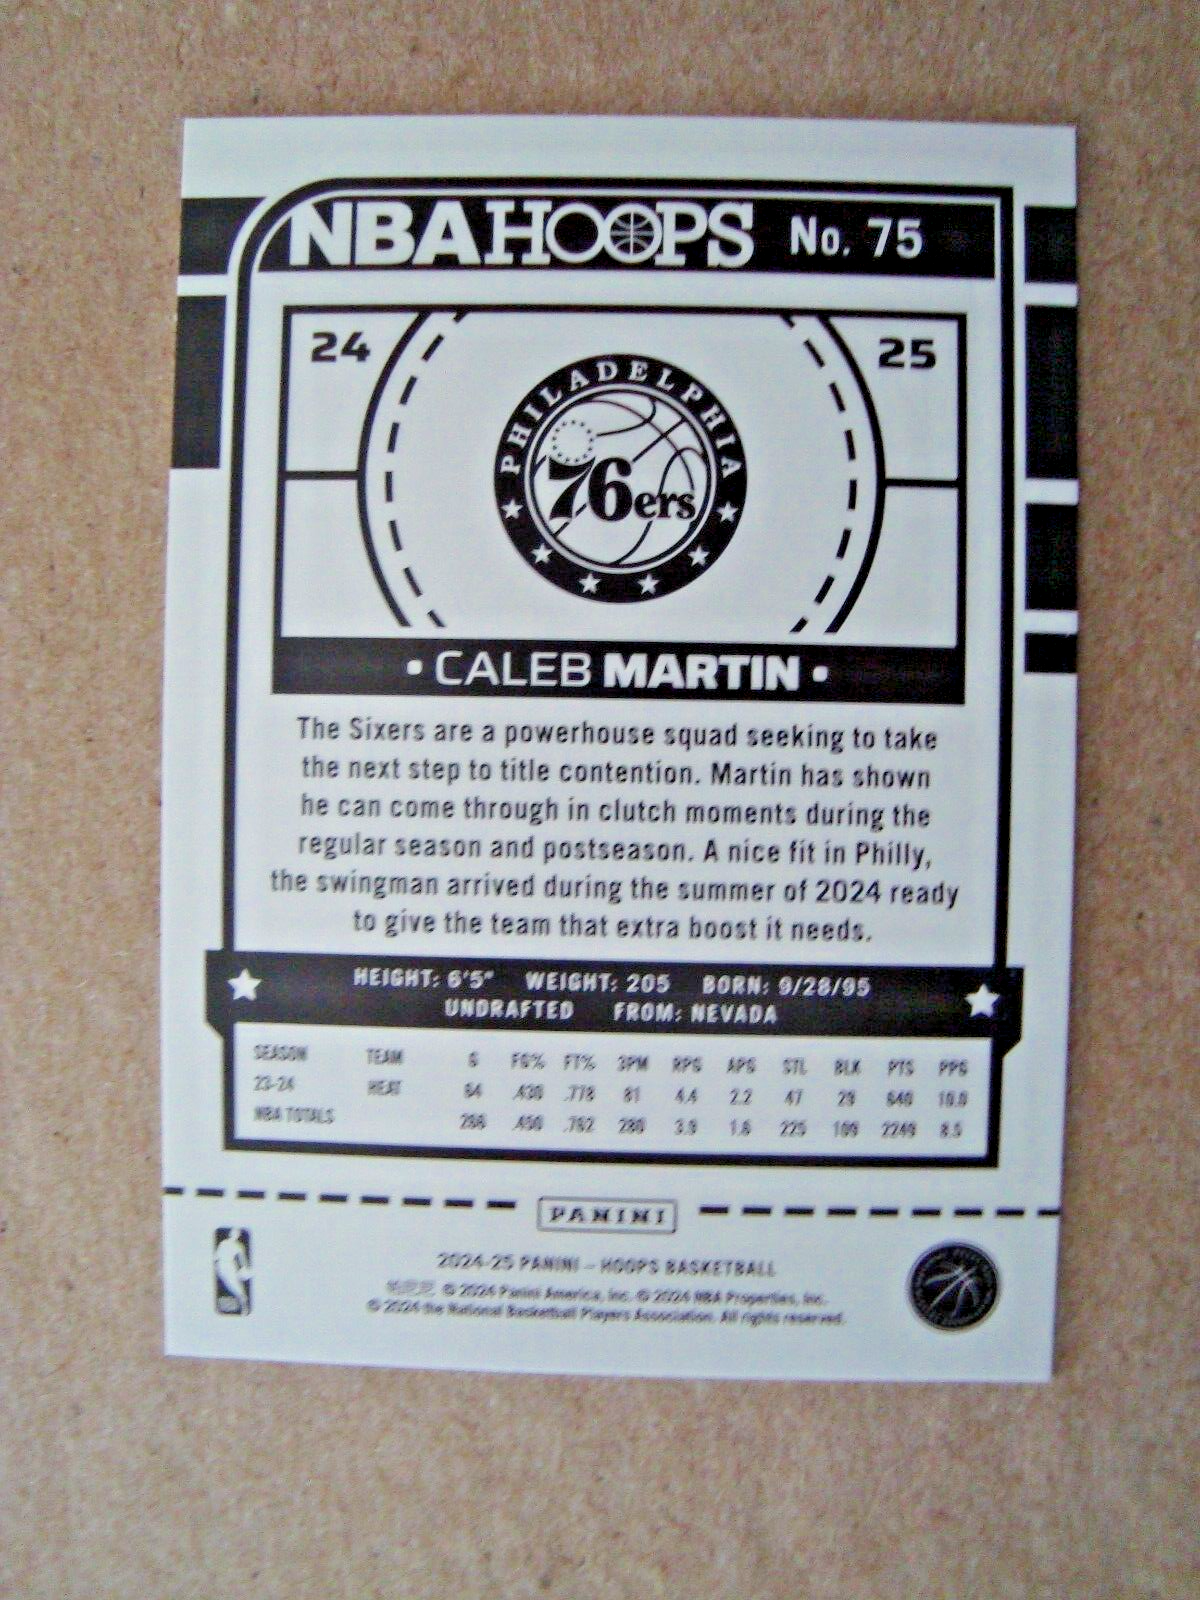 NBA HOOPS No. 75
24 25
PHILADELPHIA
76ers
• CALEB MARTIN •
The Sixers are a powerhouse squad seeking to take
the next step to title contention. Martin has shown
he can come through in clutch moments during the
regular season and postseason. A nice fit in Philly,
the swingman arrived during the summer of 2024 ready
to give the team that extra boost it needs.
HEIGHT: 6'5" WEIGHT: 205 BORN: 9/28/95
UNDRAFTED FROM: NEVADA
SEASON TEAM G FG% FT% 3PM RPG APG STL BLK PTS PPG
23-24 HEAT 64 .778 81 4.4 2.2 47 29 640 10.0
NBA TOTALS 280 3.9 1.8 225 109 2249
PANINI
2024-25 PANINI – HOOPS BASKETBALL
© 2024 Panini America, Inc. © 2024 NBA Properties, Inc.
© 2024 the National Basketball Players Association. All rights reserved.